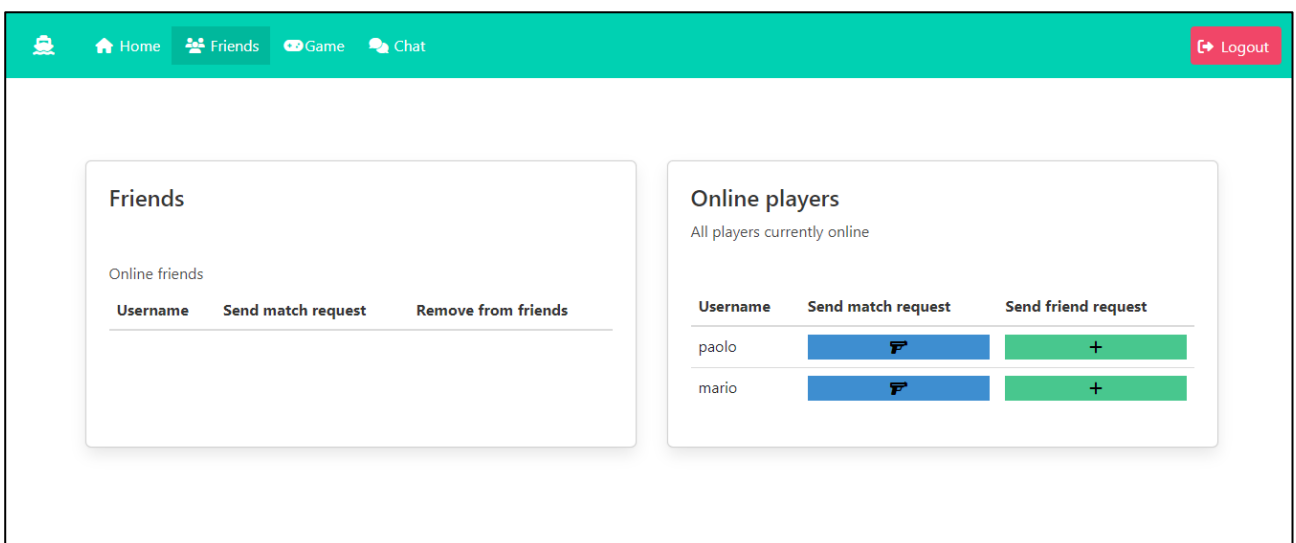 Home Friends Game Chat Logout
Friends
Online friends
Username Send match request Remove from friends
Online players
All players currently online
Username Send match request Send friend request
paolo
mario